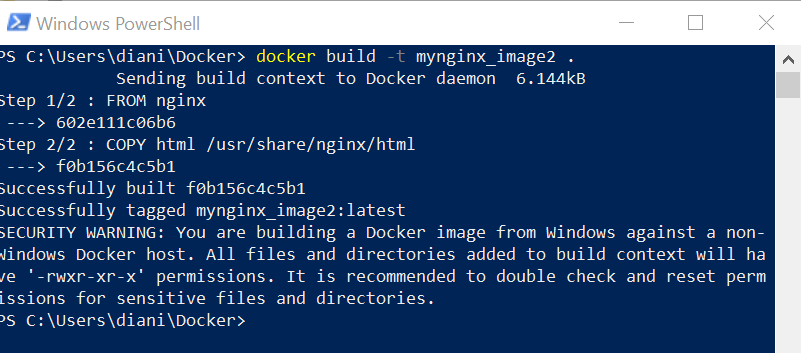 Windows PowerShell
PS C:\Users\diani\Docker> docker build -t mynginx_image2 .
Sending build context to Docker daemon  6.144kB
Step 1/2 : FROM nginx
---> 602e111c06b6
Step 2/2 : COPY html /usr/share/nginx/html
---> f0b156c4c5b1
Successfully built f0b156c4c5b1
Successfully tagged mynginx_image2:latest
SECURITY WARNING: You are building a Docker image from Windows against a non-
Windows Docker host. All files and directories added to build context will ha
ve '-rwxr-xr-x' permissions. It is recommended to double check and reset perm
issions for sensitive files and directories.
PS C:\Users\diani\Docker>